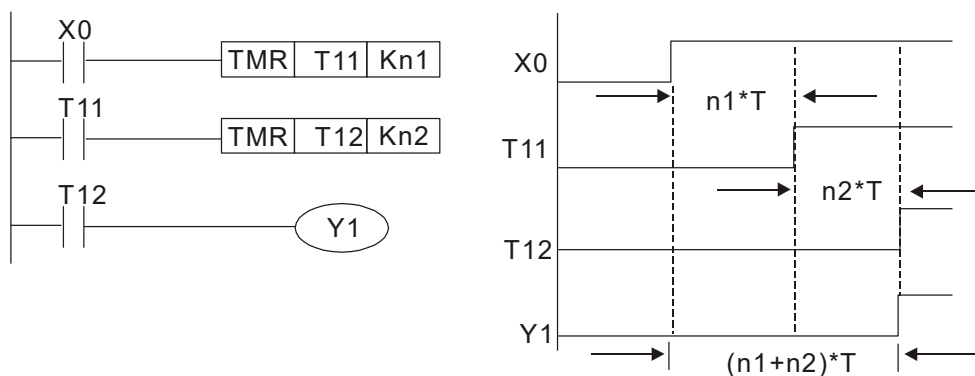 X0
TMR T11 Kn1
T11
TMR T12 Kn2
T12
Y1
X0
n1*T
T11
n2*T
T12
Y1
(n1+n2)*T